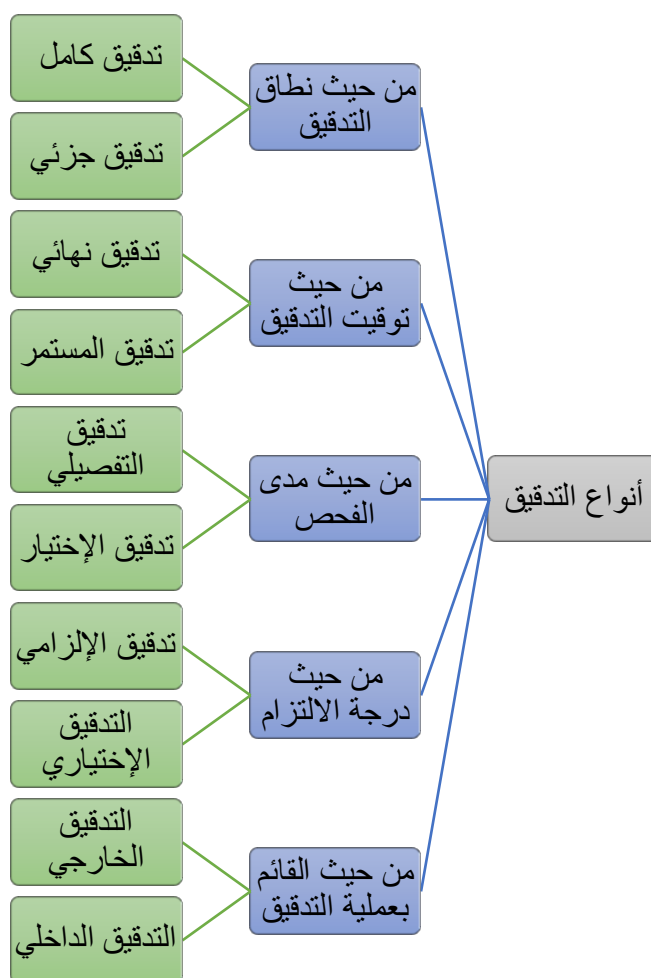 أنواع التدقيق
من حيث نطاق
التدقيق
تدقيق كامل
تدقيق جزئي
من حيث
توقيت التدقيق
تدقيق نهائي
تدقيق المستمر
من حيث مدى
الفحص
تدقيق
التفصيلي
تدقيق الإختيار
من حيث
درجة الالتزام
تدقيق الإلزامي
التدقيق
الإختياري
من حيث القائم
بعملية التدقيق
التدقيق
الخارجي
التدقيق الداخلي